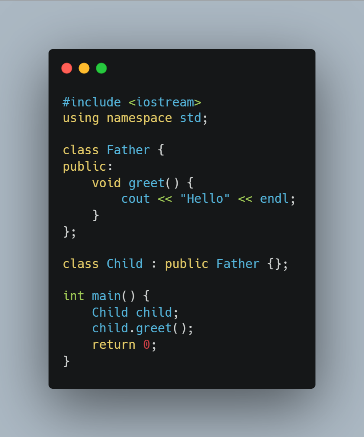 #include <iostream>
using namespace std;

class Father {
public:
    void greet() {
        cout << "Hello" << endl;
    }
};

class Child : public Father {};

int main() {
    Child child;
    child.greet();
    return 0;
}